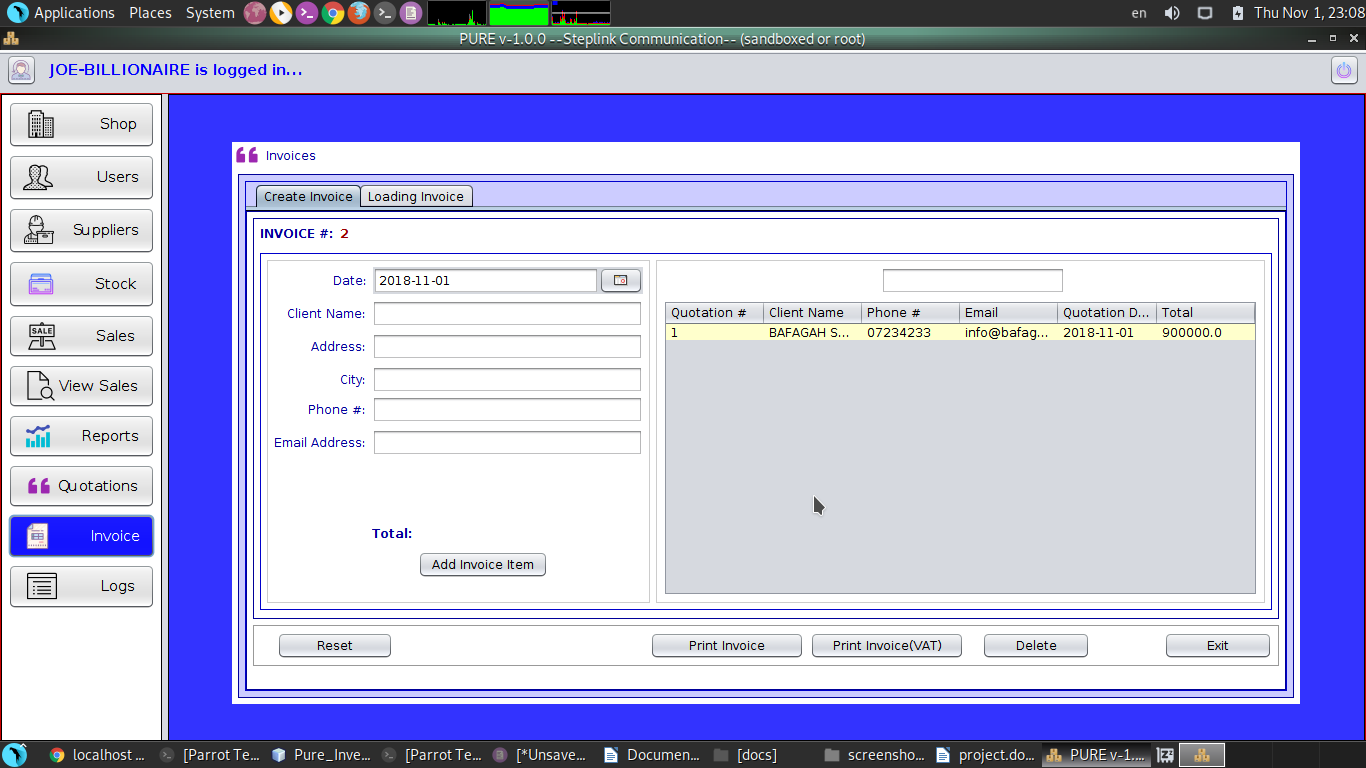 Applications Places System en Thu Nov 1, 23:08
PURE v-1.0.0 --Steplink Communication-- (sandboxed or root)
JOE-BILLIONAIRE is logged in...
Shop
Users
Suppliers
Stock
SALE
Sales
View Sales
Reports
Quotations
Invoice
Logs
Invoices
Create Invoice Loading Invoice
INVOICE #: 2
Date: 2018-11-01
Client Name:
Address:
City:
Phone #:
Email Address:
Total:
Add Invoice Item
Quotation # Client Name Phone # Email Quotation D... Total
1 BAFAGAH S... 07234233 info@bafag... 2018-11-01 900000.0
Reset Print Invoice Print Invoice(VAT) Delete Exit
localhost ... [Parrot Te... Pure_Inve... [Parrot Te... [*Unsave... Documen... [docs] screensho... project.do... PURE v-1....